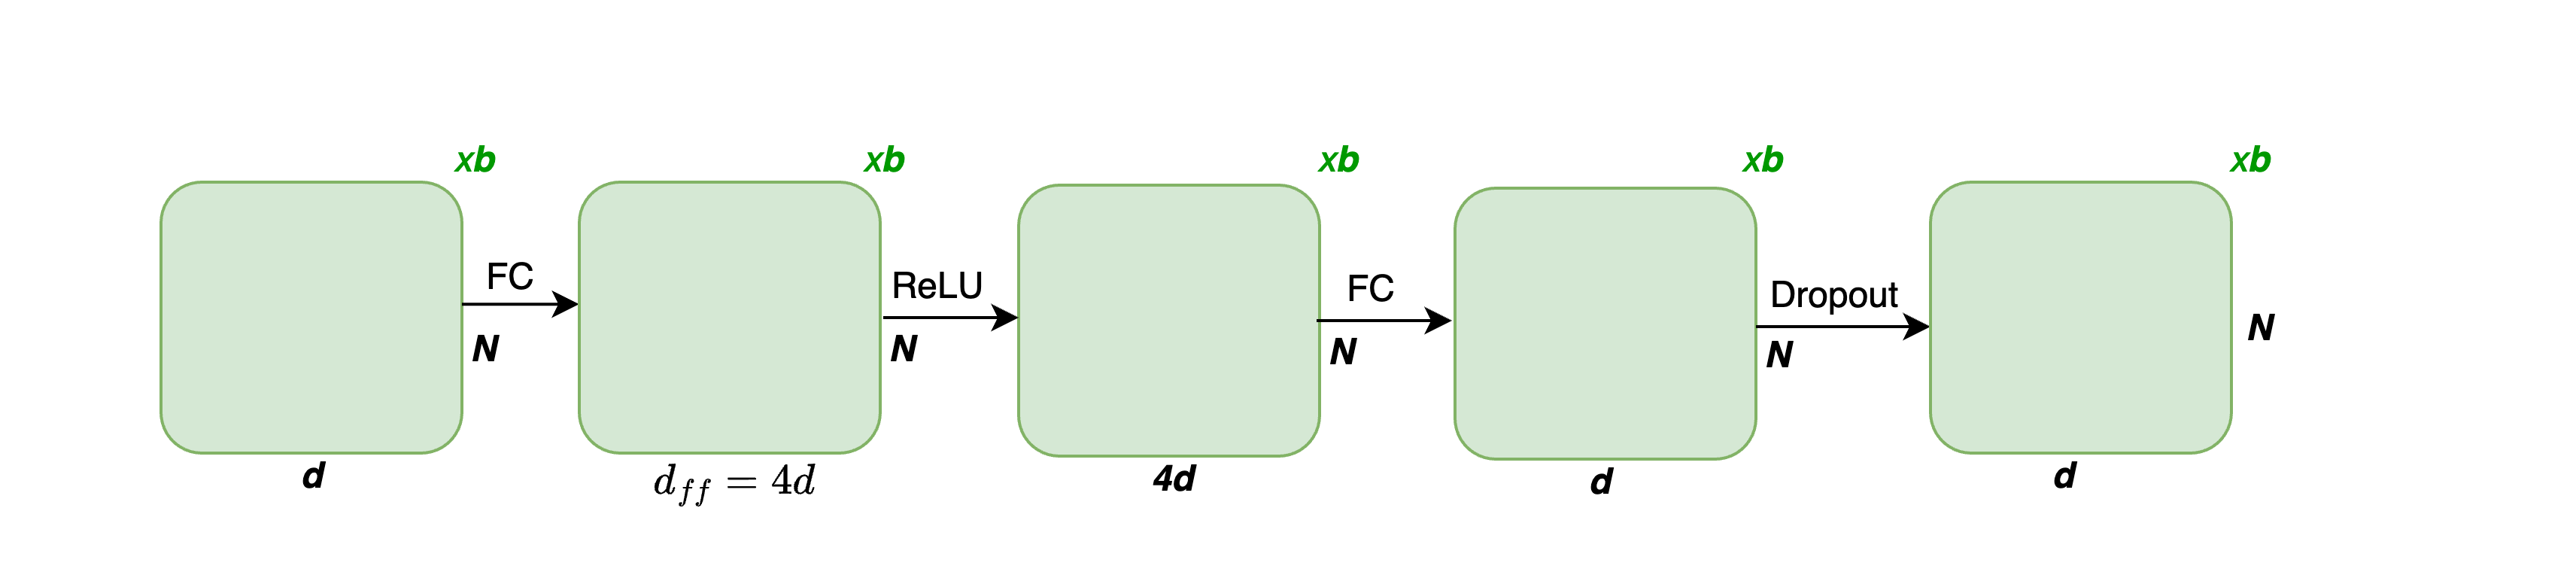 xb xb xb xb xb
FC ReLU FC Dropout
N N N N N
d d_{ff} = 4d 4d d d